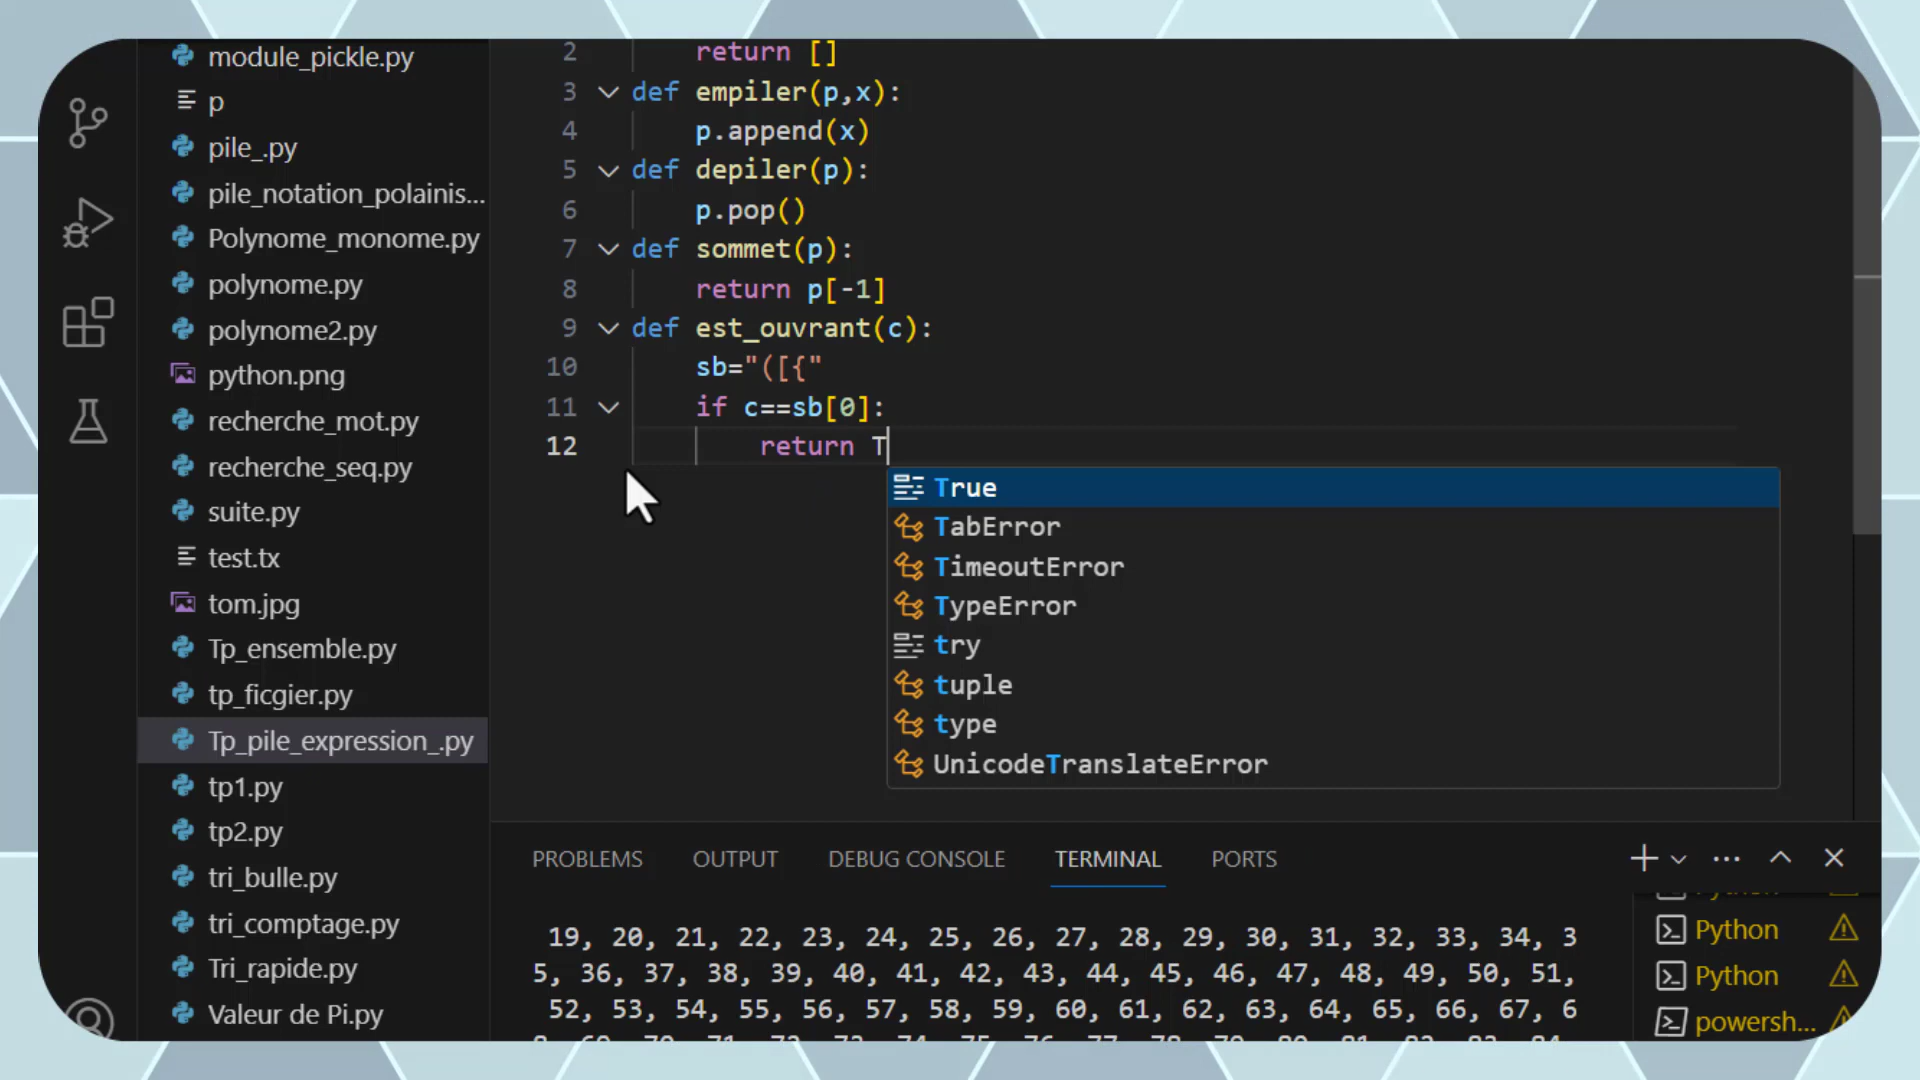 module_pickle.py
p
pile_.py
pile_notation_polainis...
Polynome_monome.py
polynome.py
polynome2.py
python.png
recherche_mot.py
recherche_seq.py
suite.py
test.tx
tom.jpg
Tp_ensemble.py
tp_ficgier.py
Tp_pile_expression_.py
tp1.py
tp2.py
tri_bulle.py
tri_comptage.py
Tri_rapide.py
Valeur de Pi.py
2 return []
3 def empiler(p,x):
4 p.append(x)
5 def depiler(p):
6 p.pop()
7 def sommet(p):
8 return p[-1]
9 def est_ouvrant(c):
10 sb="([{"
11 if c==sb[0]:
12 return T
True
TabError
TimeoutError
TypeError
try
tuple
type
UnicodeTranslateError
PROBLEMS OUTPUT DEBUG CONSOLE TERMINAL PORTS
19, 20, 21, 22, 23, 24, 25, 26, 27, 28, 29, 30, 31, 32, 33, 34, 3
5, 36, 37, 38, 39, 40, 41, 42, 43, 44, 45, 46, 47, 48, 49, 50, 51,
52, 53, 54, 55, 56, 57, 58, 59, 60, 61, 62, 63, 64, 65, 66, 67, 6
Python
Python
powersh...